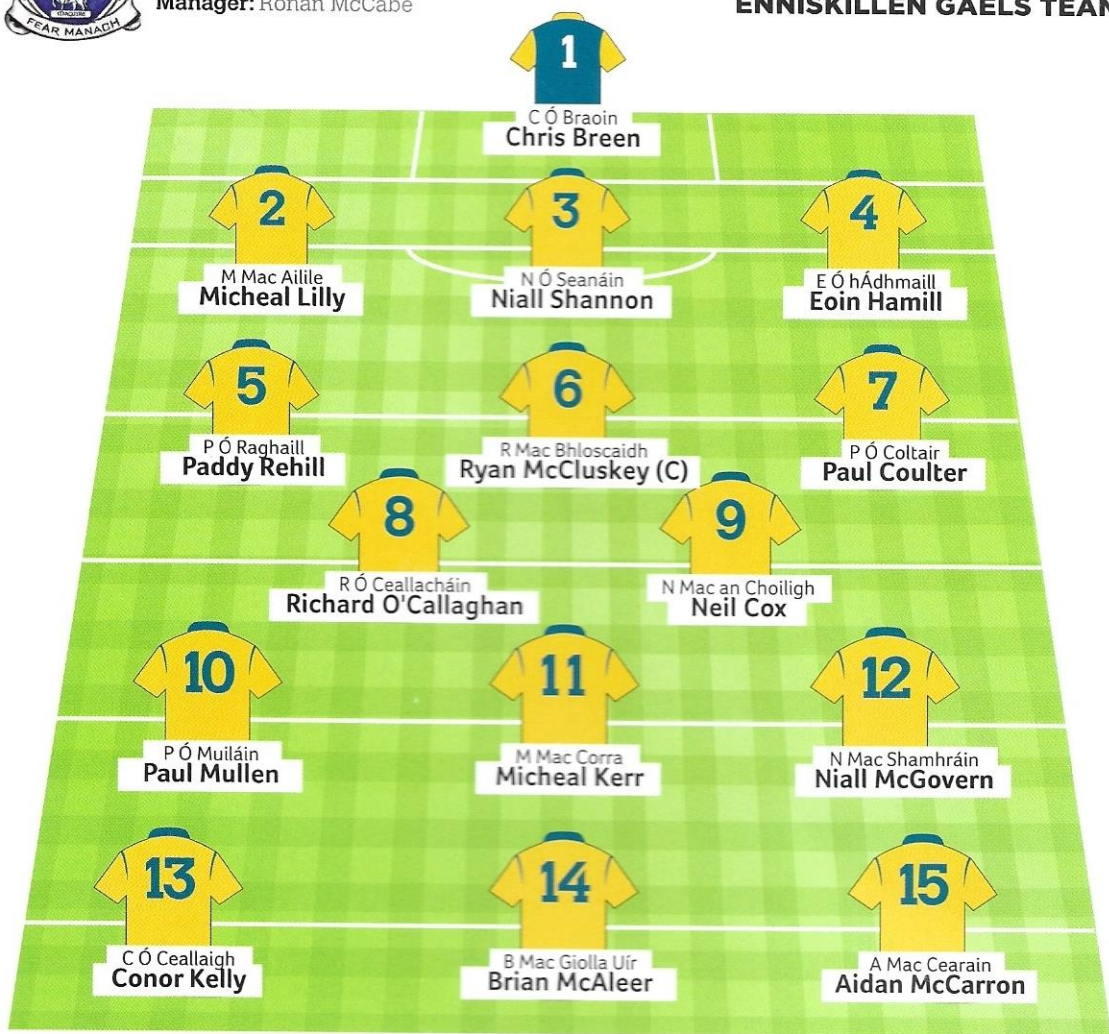 Manager: Ronan McCabe
ENNISKILLEN GAELS TEAM
FEAR MANACH
1
C Ó Braoin
Chris Breen
2
3
4
M Mac Ailile
Micheal Lilly
N Ó Seanáin
Niall Shannon
E Ó hÁdhmaill
Eoin Hamill
5
6
7
P Ó Raghaill
Paddy Rehill
R Mac Bhloscaidh
Ryan McCluskey (C)
P Ó Coltair
Paul Coulter
8
9
R Ó Ceallacháin
Richard O'Callaghan
N Mac an Choiligh
Neil Cox
10
11
12
P Ó Muiláin
Paul Mullen
M Mac Corra
Micheal Kerr
N Mac Shamhráin
Niall McGovern
13
14
15
C Ó Ceallaigh
Conor Kelly
B Mac Giolla Uír
Brian McAleer
A Mac Cearain
Aidan McCarron